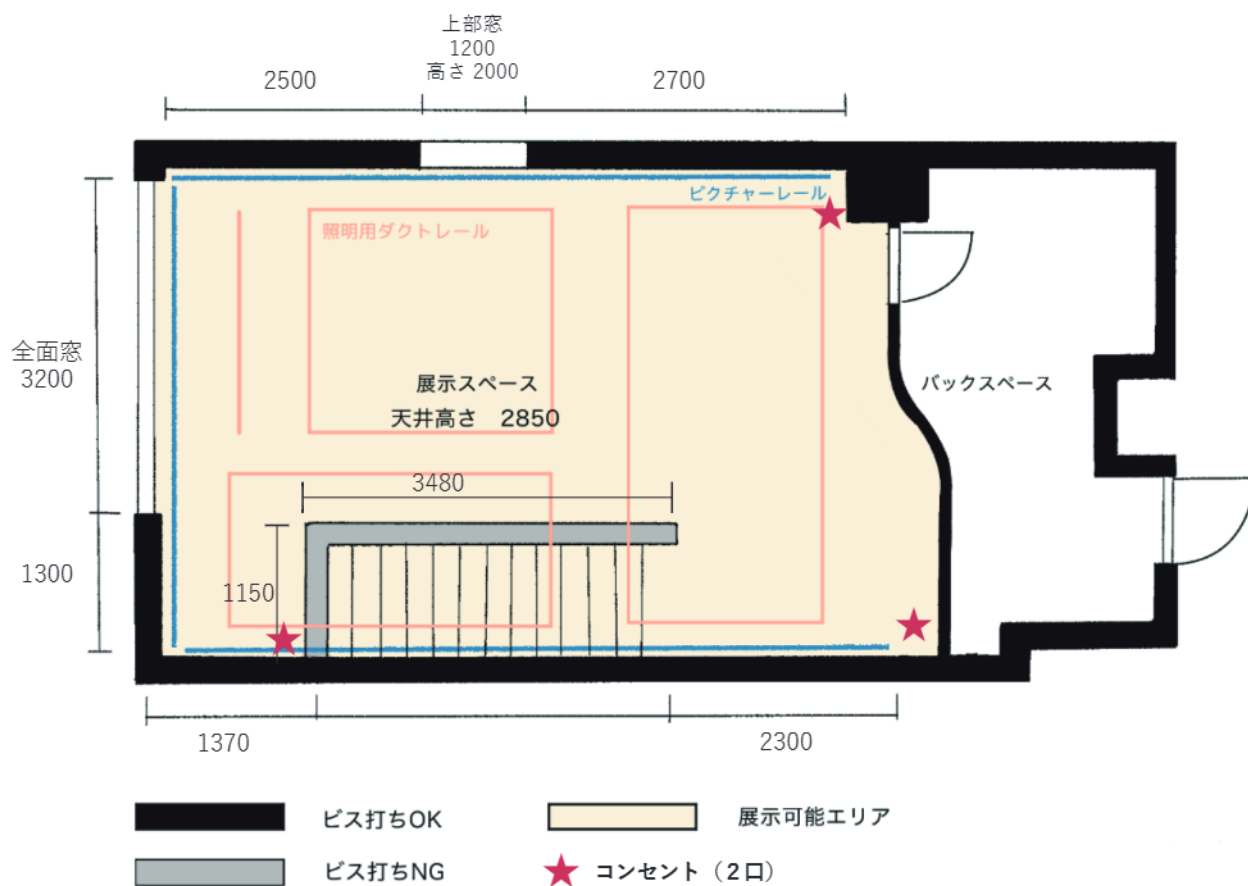 上部窓
1200
高さ 2000
2500
2700
ピクチャーレール
照明用ダクトレール
全面窓
3200
展示スペース
天井高さ 2850
バックスペース
3480
1300
1150
1370
2300
ビス打ちOK
展示可能エリア
ビス打ちNG
コンセント（2口）